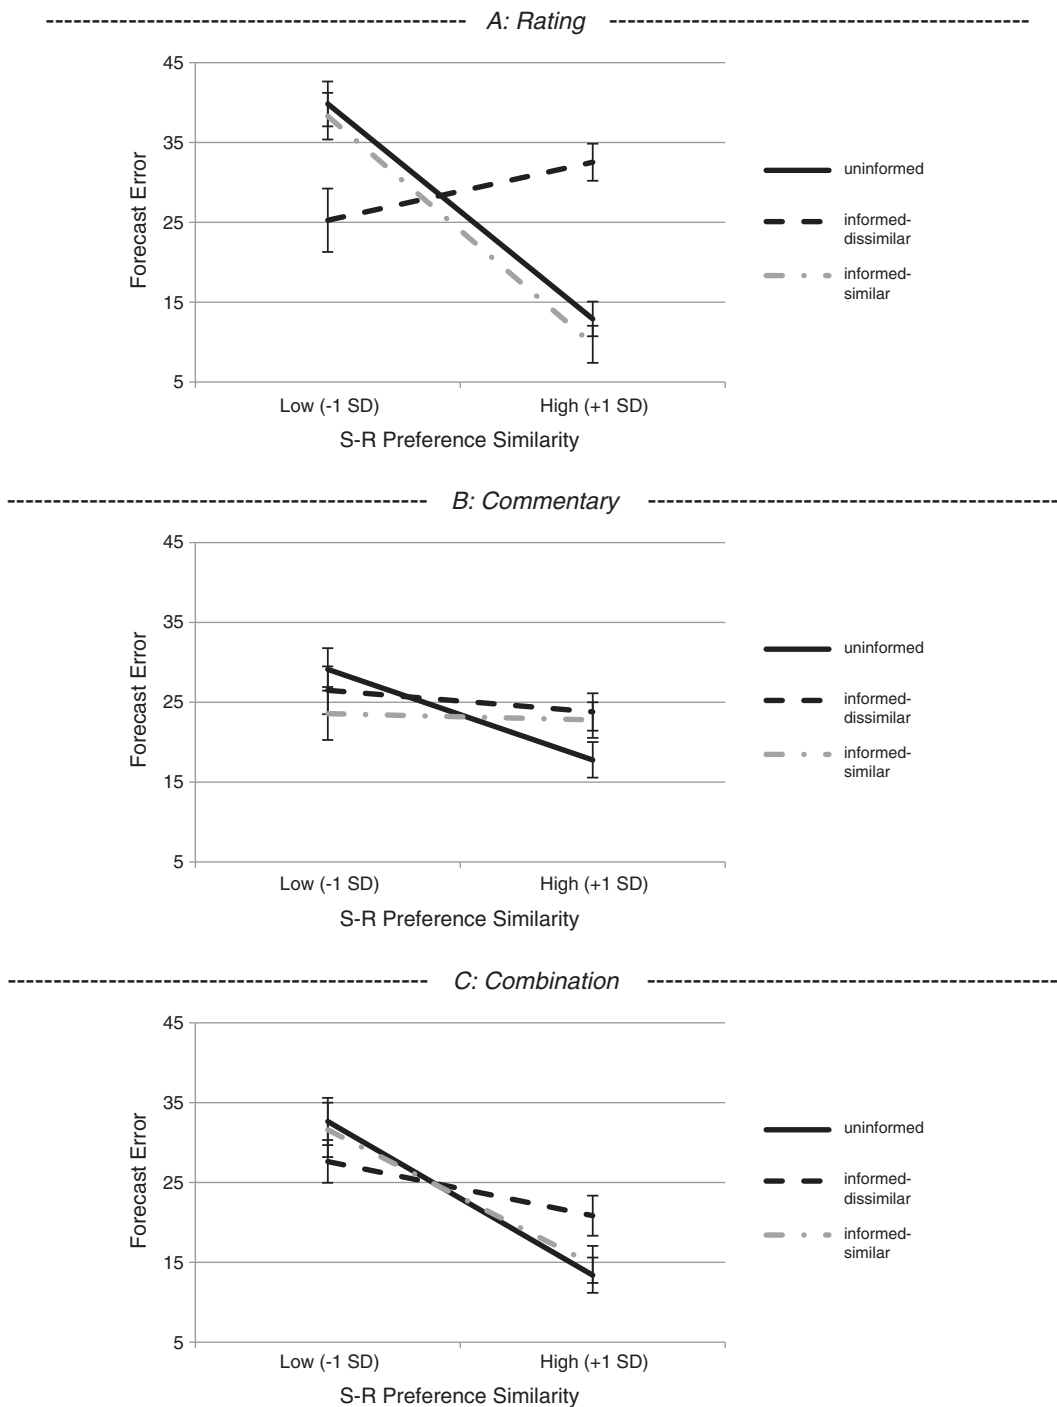 A: Rating
45
35
25
15
5
Forecast Error
Low (-1 SD)
High (+1 SD)
S-R Preference Similarity
uninformed
informed-
dissimilar
informed-
similar
B: Commentary
45
35
25
15
5
Forecast Error
Low (-1 SD)
High (+1 SD)
S-R Preference Similarity
uninformed
informed-
dissimilar
informed-
similar
C: Combination
45
35
25
15
5
Forecast Error
Low (-1 SD)
High (+1 SD)
S-R Preference Similarity
uninformed
informed-
dissimilar
informed-
similar